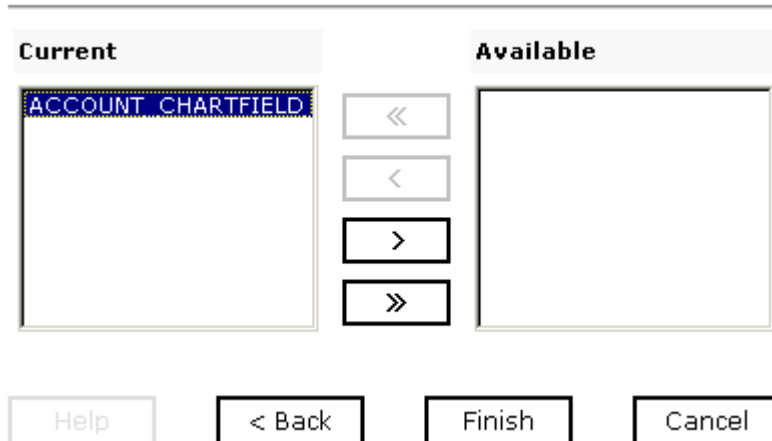 Current
Available
ACCOUNT_CHARTFIELD
«
<
>
»
Help
< Back
Finish
Cancel